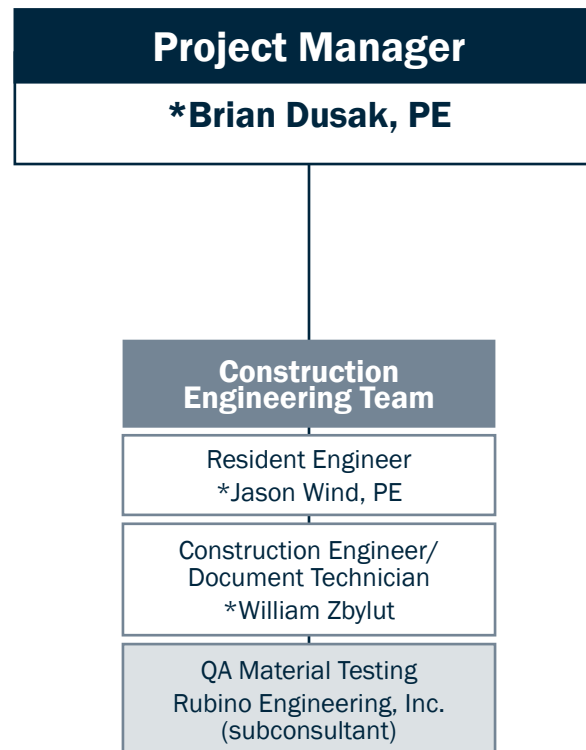 Project Manager
*Brian Dusak, PE
Construction
Engineering Team
Resident Engineer
*Jason Wind, PE
Construction Engineer/
Document Technician
*William Zbylut
QA Material Testing
Rubino Engineering, Inc.
(subconsultant)